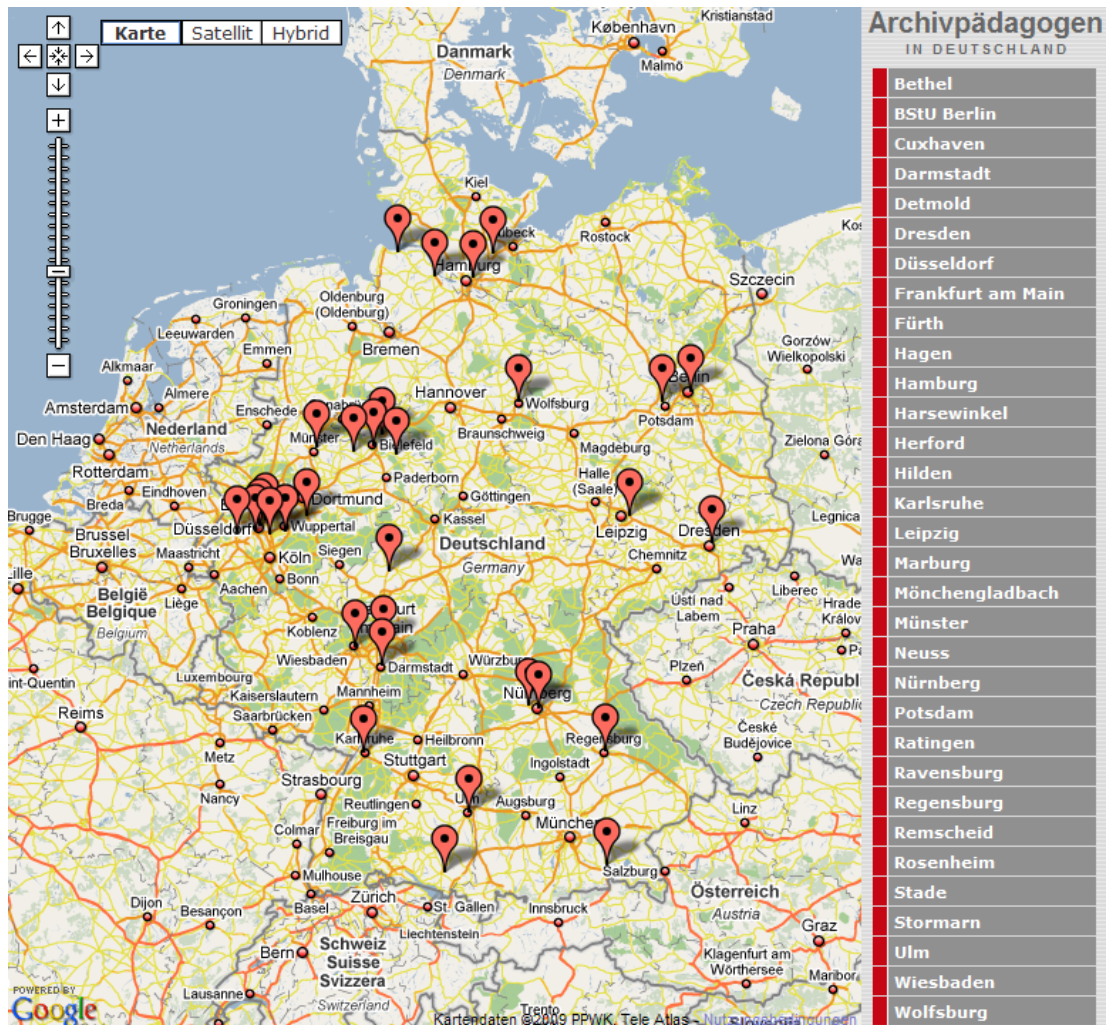 Karte
Satellit
Hybrid
Archivpädagogen
IN DEUTSCHLAND
Bethel
BStU Berlin
Cuxhaven
Darmstadt
Detmold
Dresden
Düsseldorf
Frankfurt am Main
Fürth
Hagen
Hamburg
Harsewinkel
Herford
Hilden
Karlsruhe
Leipzig
Marburg
Mönchengladbach
Münster
Neuss
Nürnberg
Potsdam
Ratingen
Ravensburg
Regensburg
Remscheid
Rosenheim
Stade
Stormarn
Ulm
Wiesbaden
Wolfsburg
Kristianstad
København
Danmark
Denmark
Malmö
Kiel
Rostock
Hamburg
Szczecin
Groningen
Oldenburg
(Oldenburg)
Leeuwarden
Bremen
Emmen
Gorzów
Wielkopolski
Alkmaar
Almere
Amsterdam
Enschede
Hannover
Wolfsburg
Berlin
Potsdam
Braunschweig
Magdeburg
Nederland
Netherlands
Den Haag
Münster
Bielefeld
Zielona Góra
Rotterdam
Breda
Eindhoven
Paderborn
Göttingen
Halle
(Saale)
Dortmund
Brugge
Brussel
Bruxelles
Düsseldorf
Wuppertal
Kassel
Leipzig
Dresden
Legnica
Maastricht
Köln
Siegen
Deutschland
Germany
Chemnitz
Lille
Aachen
Bonn
België
Belgique
Belgium
Liège
Koblenz
Ústí nad
Labem
Liberec
Praha
Wiesbaden
Darmstadt
Würzburg
Plzeň
Luxembourg
Kaiserslautern
Mannheim
Nürnberg
Česká Republi
Czech Republic
Saarbrücken
Reims
Karlsruhe
Heilbronn
Regensburg
České
Budějovice
Metz
Stuttgart
Ingolstadt
Strasbourg
Nancy
Reutlingen
Ulm
Augsburg
Linz
Colmar
Freiburg im
Breisgau
München
Mulhouse
Salzburg
Österreich
Austria
Dijon
Besançon
Basel
Zürich
St. Gallen
Liechtenstein
Innsbruck
Graz
Bern
Schweiz
Suisse
Svizzera
Switzerland
Klagenfurt am
Wörthersee
Maribor
Lausanne
Trento
POWERED BY
Google
Kartendaten ©2009 PPWK, Tele Atlas - Nutzungsbedingungen